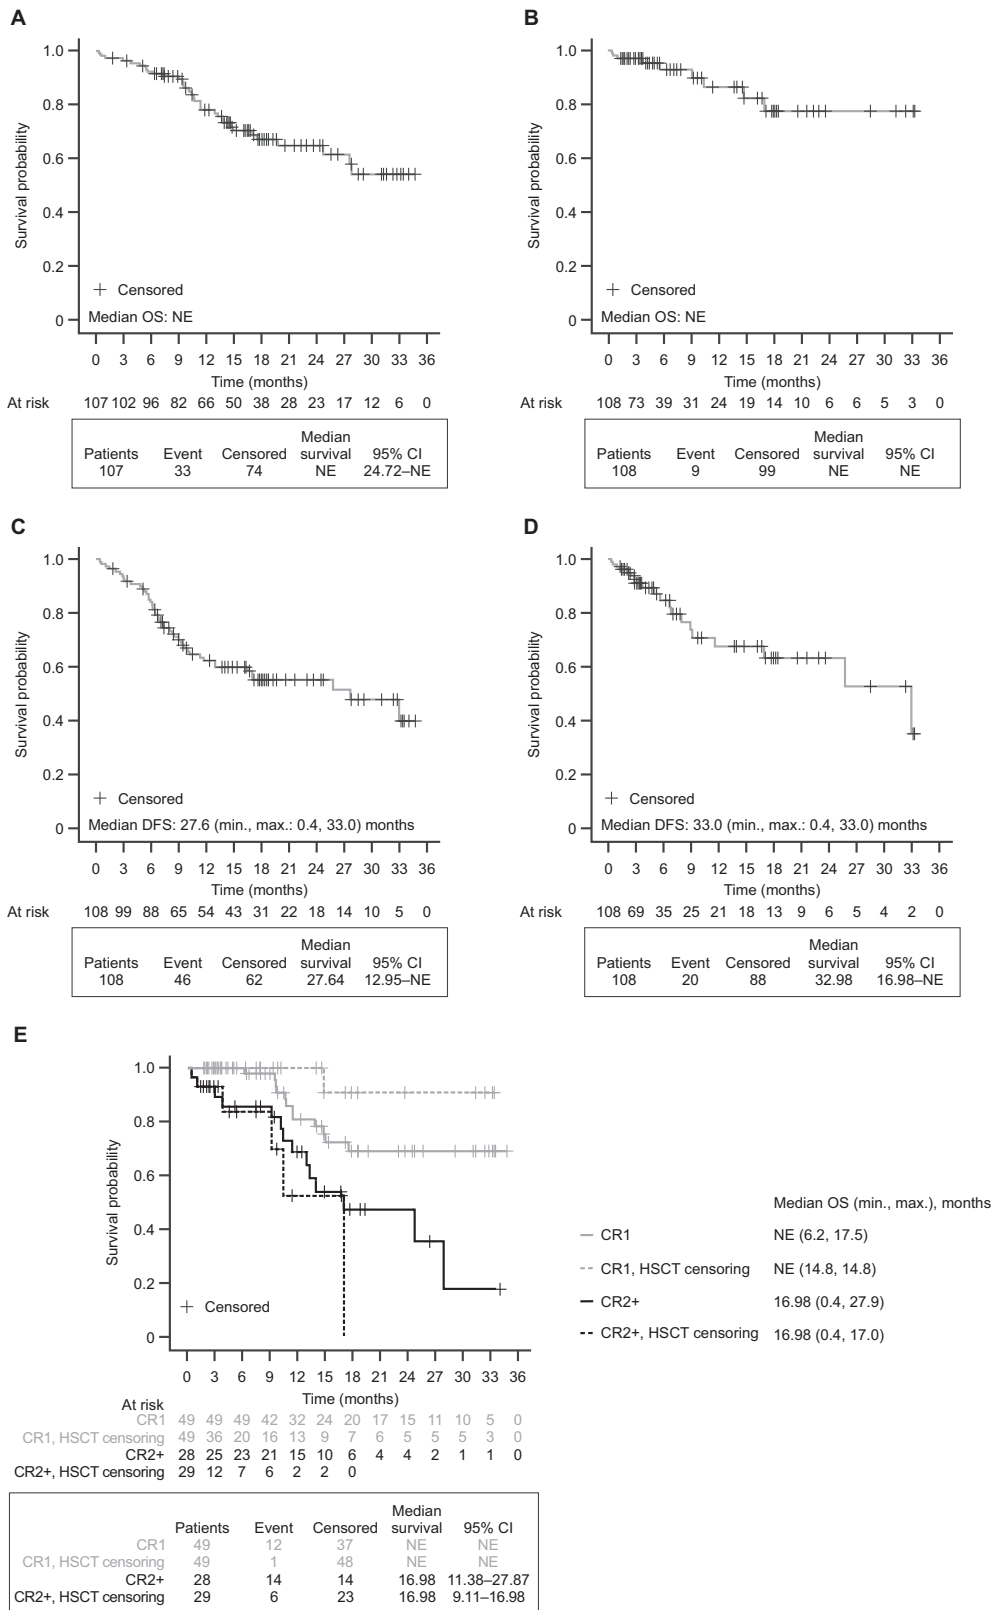 A
Survival probability
1.0
0.8
0.6
0.4
0.2
0
Censored
Median OS: NE
0 3 6 9 12 15 18 21 24 27 30 33 36
Time (months)
At risk 107 102 96 82 66 50 38 28 23 17 12 6 0
Patients Event Censored Median survival 95% CI
107 33 74 NE 24.72–NE
B
Survival probability
1.0
0.8
0.6
0.4
0.2
0
Censored
Median OS: NE
0 3 6 9 12 15 18 21 24 27 30 33 36
Time (months)
At risk 108 73 39 31 24 19 14 10 6 6 5 3 0
Patients Event Censored Median survival 95% CI
108 9 99 NE NE
C
Survival probability
1.0
0.8
0.6
0.4
0.2
0
Censored
Median DFS: 27.6 (min., max.: 0.4, 33.0) months
0 3 6 9 12 15 18 21 24 27 30 33 36
Time (months)
At risk 108 99 88 65 54 43 31 22 18 14 10 5 0
Patients Event Censored Median survival 95% CI
108 46 62 27.64 12.95–NE
D
Survival probability
1.0
0.8
0.6
0.4
0.2
0
Censored
Median DFS: 33.0 (min., max.: 0.4, 33.0) months
0 3 6 9 12 15 18 21 24 27 30 33 36
Time (months)
At risk 108 69 35 25 21 18 13 9 6 5 4 2 0
Patients Event Censored Median survival 95% CI
108 20 88 32.98 16.98–NE
E
Survival probability
1.0
0.8
0.6
0.4
0.2
0
Censored
0 3 6 9 12 15 18 21 24 27 30 33 36
Time (months)
Median OS (min., max.), months
CR1 NE (6.2, 17.5)
CR1, HSCT censoring NE (14.8, 14.8)
CR2+ 16.98 (0.4, 27.9)
CR2+, HSCT censoring 16.98 (0.4, 17.0)
At risk
CR1 49 49 49 42 32 24 20 17 15 11 10 5 0
CR1, HSCT censoring 49 36 20 16 13 9 7 6 5 5 5 3 0
CR2+ 28 25 23 21 15 10 6 4 4 2 1 1 0
CR2+, HSCT censoring 29 12 7 6 2 2 0
Patients Event Censored Median survival 95% CI
CR1 49 12 37 NE NE
CR1, HSCT censoring 49 1 48 NE NE
CR2+ 28 14 14 16.98 11.38–27.87
CR2+, HSCT censoring 29 6 23 16.98 9.11–16.98